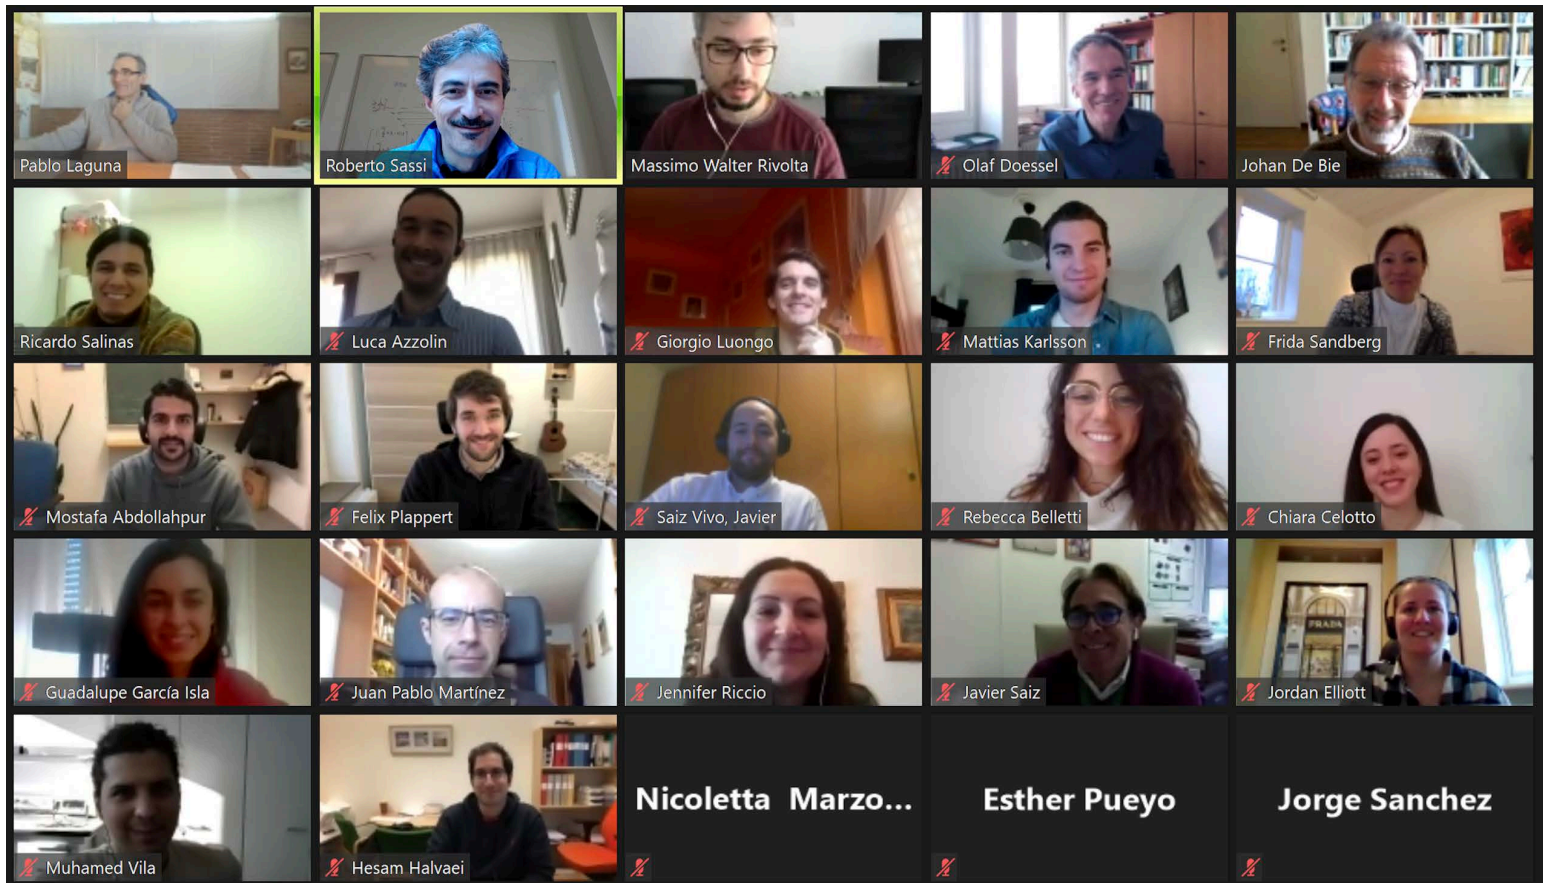 Pablo Laguna
Roberto Sassi
Massimo Walter Rivolta
Olaf Doessel
Johan De Bie
Ricardo Salinas
Luca Azzolin
Giorgio Luongo
Mattias Karlsson
Frida Sandberg
Mostafa Abdollahpur
Felix Plappert
Saiz Vivo, Javier
Rebecca Belletti
Chiara Celotto
Guadalupe García Isla
Juan Pablo Martínez
Jennifer Riccio
Javier Saiz
PRADA
Jordan Elliott
Muhamed Vila
Hesam Halvaei
Nicoletta Marzo...
Esther Pueyo
Jorge Sanchez